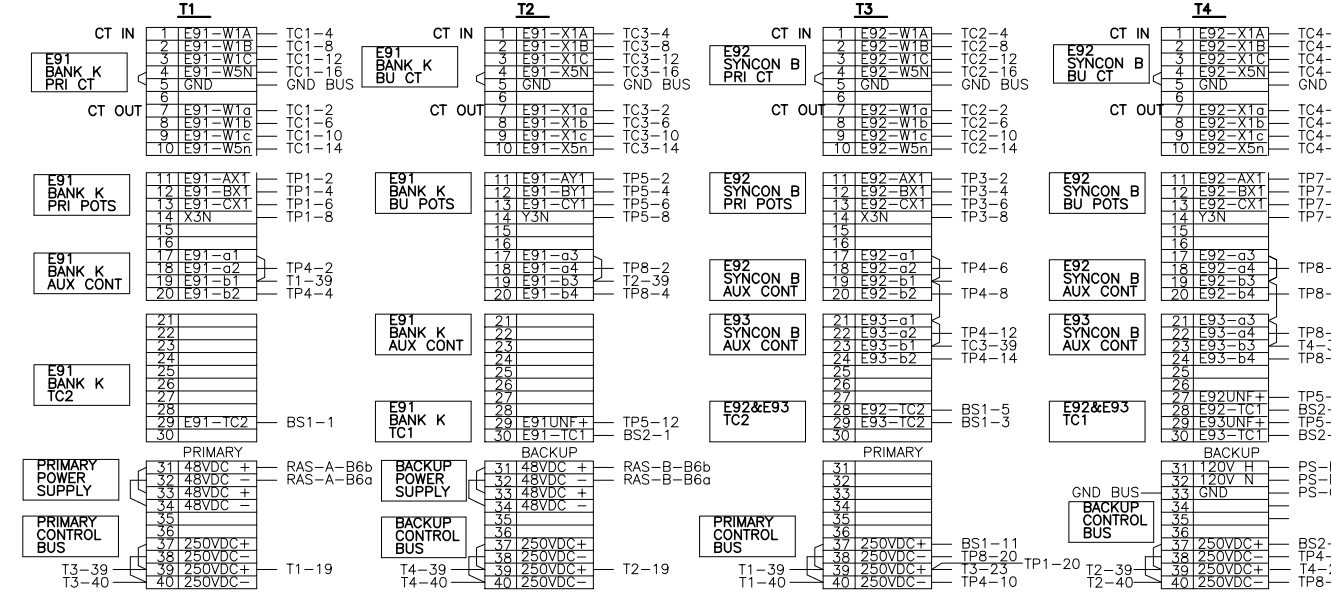 T1
CT IN
1 E91-W1A TC1-4
2 E91-W1B TC1-8
3 E91-W1C TC1-12
4 E91-W5N TC1-16
5 GND GND BUS
6
CT OUT
7 E91-W1a TC1-2
8 E91-W1b TC1-6
9 E91-W1c TC1-10
10 E91-W5n TC1-14
E91
BANK K
PRI CT
11 E91-AX1 TP1-2
12 E91-BX1 TP1-4
13 E91-CX1 TP1-6
14 X3N TP1-8
15
16
17 E91-a1
18 E91-a2 TP4-2
19 E91-b1 T1-39
20 E91-b2 TP4-4
E91
BANK K
PRI POTS
E91
BANK K
AUX CONT
21
22
23
24
25
26
27
28
29 E91-TC2 BS1-1
30
E91
BANK K
TC2
PRIMARY
31 48VDC + RAS-A-B6b
32 48VDC - RAS-A-B6a
33 48VDC +
34 48VDC -
35
36
37 250VDC+
38 250VDC-
T3-39 39 250VDC+ T1-19
T3-40 40 250VDC-
PRIMARY
POWER
SUPPLY
PRIMARY
CONTROL
BUS
T2
CT IN
1 E91-X1A TC3-4
2 E91-X1B TC3-8
3 E91-X1C TC3-12
4 E91-X5N TC3-16
5 GND GND BUS
6
CT OUT
7 E91-X1a TC3-2
8 E91-X1b TC3-6
9 E91-X1c TC3-10
10 E91-X5n TC3-14
E91
BANK K
BU CT
11 E91-AY1 TP5-2
12 E91-BY1 TP5-4
13 E91-CY1 TP5-6
14 Y3N TP5-8
15
16
17 E91-a3
18 E91-a4 TP8-2
19 E91-b3 T2-39
20 E91-b4 TP8-4
E91
BANK K
BU POTS
21
22
23
24
25
26
27
28
29 E91UNF+ TP5-12
30 E91-TC1 BS2-1
E91
BANK K
AUX CONT
E91
BANK K
TC1
BACKUP
31 48VDC + RAS-B-B6b
32 48VDC - RAS-B-B6a
33 48VDC +
34 48VDC -
35
36
37 250VDC+
38 250VDC-
T4-39 39 250VDC+ T2-19
T4-40 40 250VDC-
BACKUP
POWER
SUPPLY
BACKUP
CONTROL
BUS
T3
CT IN
1 E92-W1A TC2-4
2 E92-W1B TC2-8
3 E92-W1C TC2-12
4 E92-W5N TC2-16
5 GND GND BUS
6
CT OUT
7 E92-W1a TC2-2
8 E92-W1b TC2-6
9 E92-W1c TC2-10
10 E92-W5n TC2-14
E92
SYNCON B
PRI CT
11 E92-AX1 TP3-2
12 E92-BX1 TP3-4
13 E92-CX1 TP3-6
14 X3N TP3-8
15
16
17 E92-a1
18 E92-a2 TP4-6
19 E92-b1
20 E92-b2 TP4-8
E92
SYNCON B
PRI POTS
E92
SYNCON B
AUX CONT
21 E93-a1
22 E93-a2 TP4-12
23 E93-b1 TC3-39
24 E93-b2 TP4-14
25
26
27
28 E92-TC2 BS1-5
29 E93-TC2 BS1-3
30
E93
SYNCON B
AUX CONT
E92&E93
TC2
PRIMARY
31
32
33
34
35
36
37 250VDC+ BS1-11
38 250VDC- TP8-20
T1-39 39 250VDC+ T3-23 TP1-20
T1-40 40 250VDC- TP4-10
PRIMARY
CONTROL
BUS
T4
CT IN
1 E92-X1A TC4-
2 E92-X1B TC4-
3 E92-X1C TC4-
4 E92-X5N TC4-
5 GND GND
6
CT OUT
7 E92-X1a TC4-
8 E92-X1b TC4-
9 E92-X1c TC4-
10 E92-X5n TC4-
E92
SYNCON B
BU CT
11 E92-AX1 TP7-
12 E92-BX1 TP7-
13 E92-CX1 TP7-
14 Y3N TP7-
15
16
17 E92-a3
18 E92-a4 TP8-
19 E92-b3
20 E92-b4 TP8-
E92
SYNCON B
BU POTS
E92
SYNCON B
AUX CONT
21 E93-a3
22 E93-a4 TP8-
23 E93-b3 T4-
24 E93-b4 TP8-
25
26
27 E92UNF+ TP5-
28 E92-TC1 BS2-
29 E93UNF+ TP5-
30 E93-TC1 BS2-
E93
SYNCON B
AUX CONT
E92&E93
TC1
BACKUP
31 120V H PS-
32 120V N PS-
GND BUS 33 GND PS-
34
35
36
37 250VDC+ BS2-
38 250VDC- TP4-
T2-39 39 250VDC+ T4-
T2-40 40 250VDC- TP8-
BACKUP
CONTROL
BUS